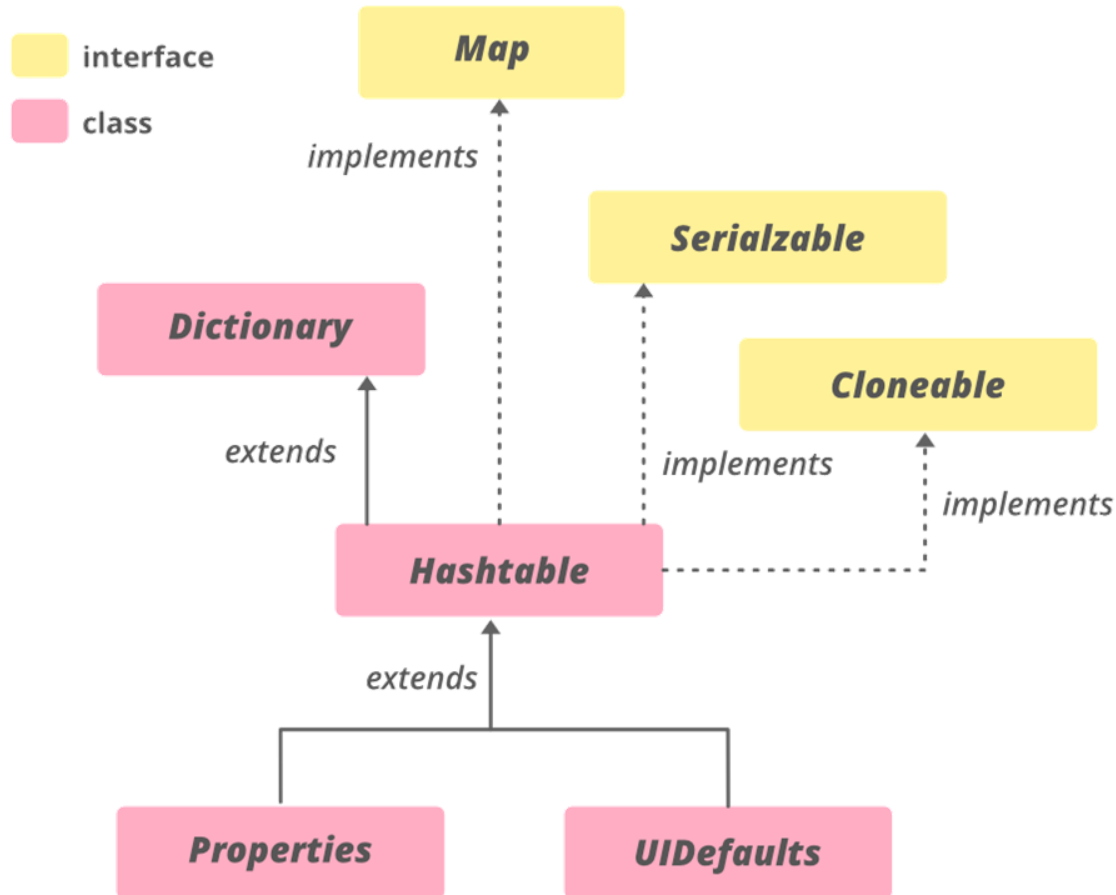 Map
interface
class
implements
Serialzable
Dictionary
Cloneable
extends
implements
implements
Hashtable
extends
Properties
UIDefaults